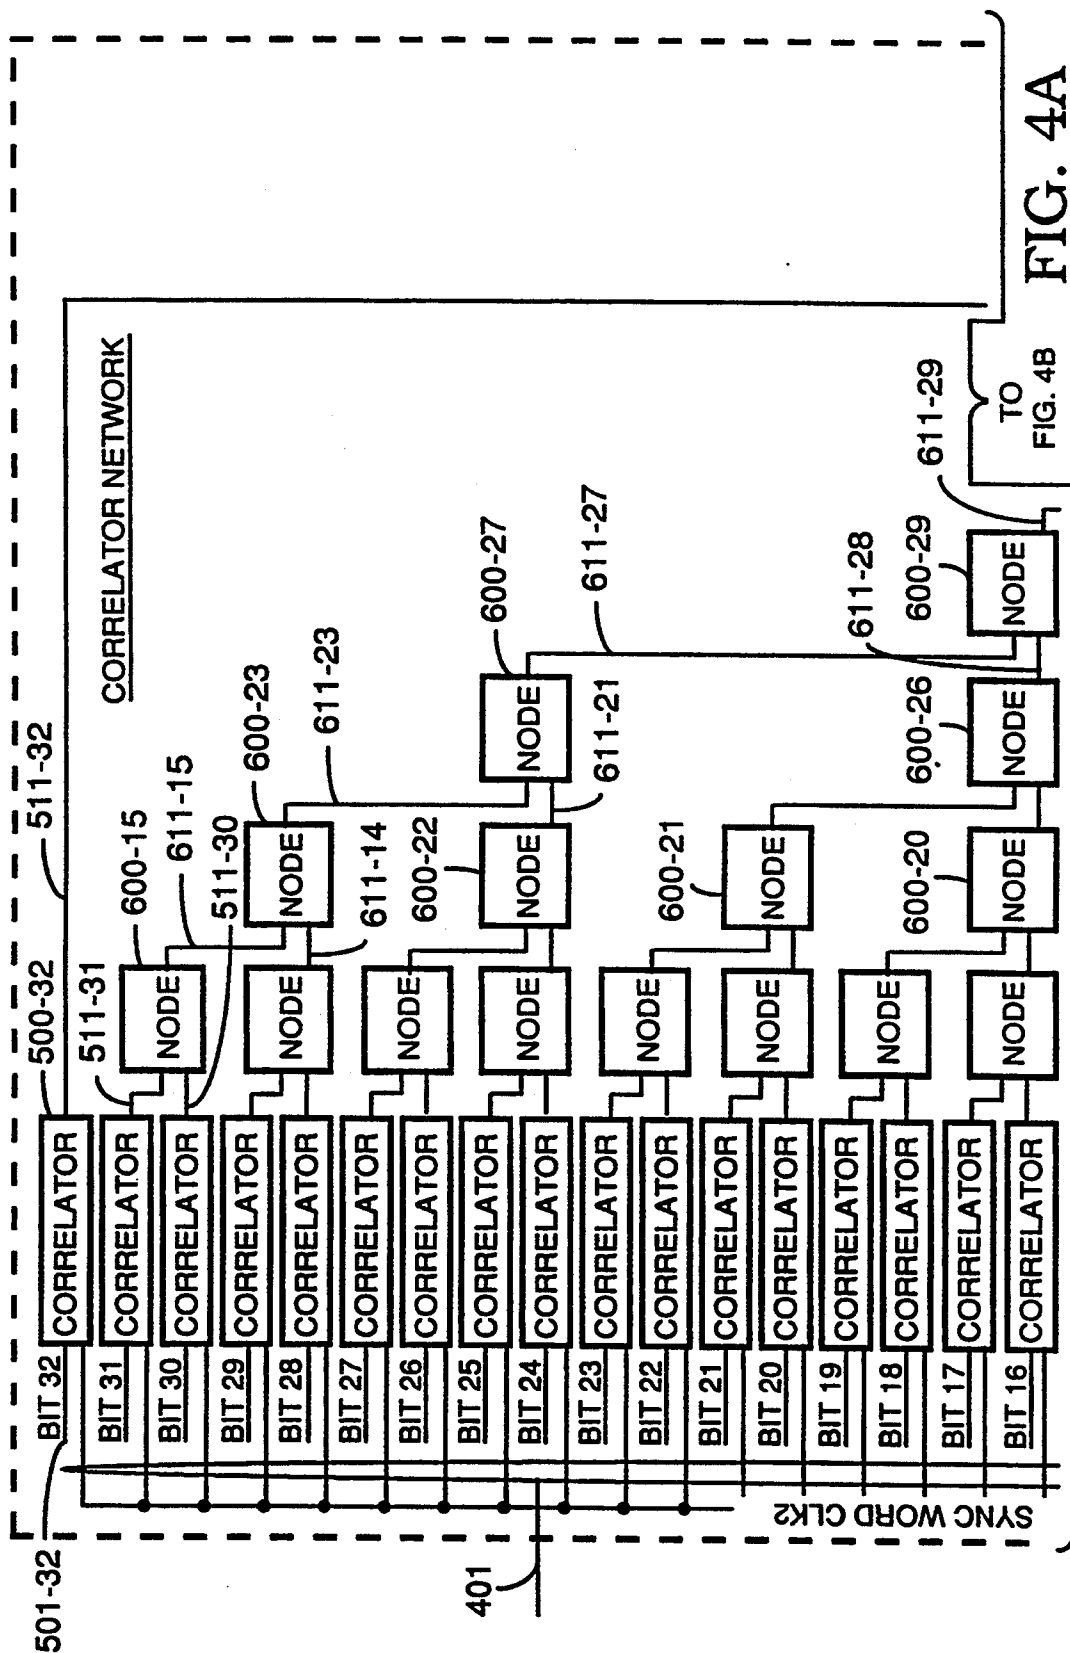 501-32
BIT 32
CORRELATOR
500-32
511-32
BIT 31
CORRELATOR
511-31
NODE
600-15
611-15
CORRELATOR NETWORK
BIT 30
CORRELATOR
511-30
BIT 29
CORRELATOR
NODE
NODE
600-23
611-23
BIT 28
CORRELATOR
611-14
BIT 27
CORRELATOR
NODE
600-22
BIT 26
CORRELATOR
401
BIT 25
CORRELATOR
NODE
NODE
NODE
600-27
611-27
BIT 24
CORRELATOR
611-21
BIT 23
CORRELATOR
NODE
600-21
BIT 22
CORRELATOR
BIT 21
CORRELATOR
NODE
NODE
BIT 20
CORRELATOR
BIT 19
CORRELATOR
NODE
600-20
600-26
611-28
600-29
611-29
BIT 18
CORRELATOR
BIT 17
CORRELATOR
NODE
NODE
NODE
NODE
BIT 16
CORRELATOR
SYNC WORD CLK2
TO
FIG. 4B
FIG. 4A